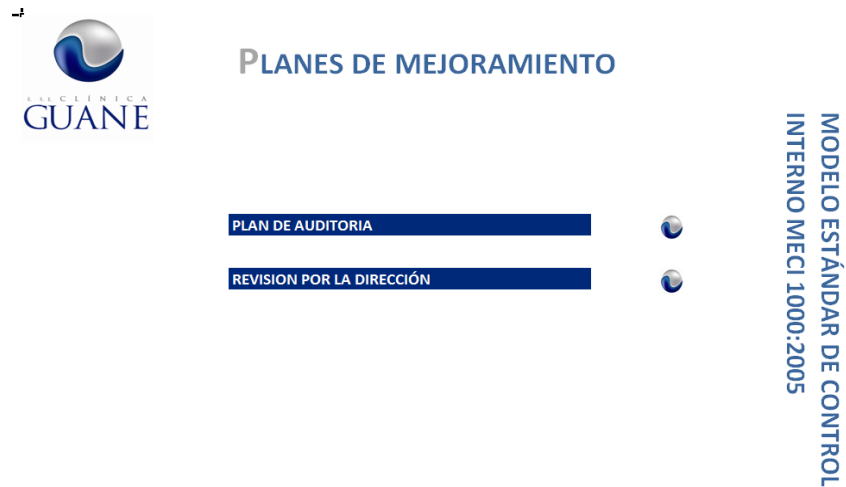 ESE CLÍNICA
GUANE
PLANES DE MEJORAMIENTO
PLAN DE AUDITORIA
REVISION POR LA DIRECCIÓN
MODELO ESTÁNDAR DE CONTROL
INTERNO MECI 1000:2005